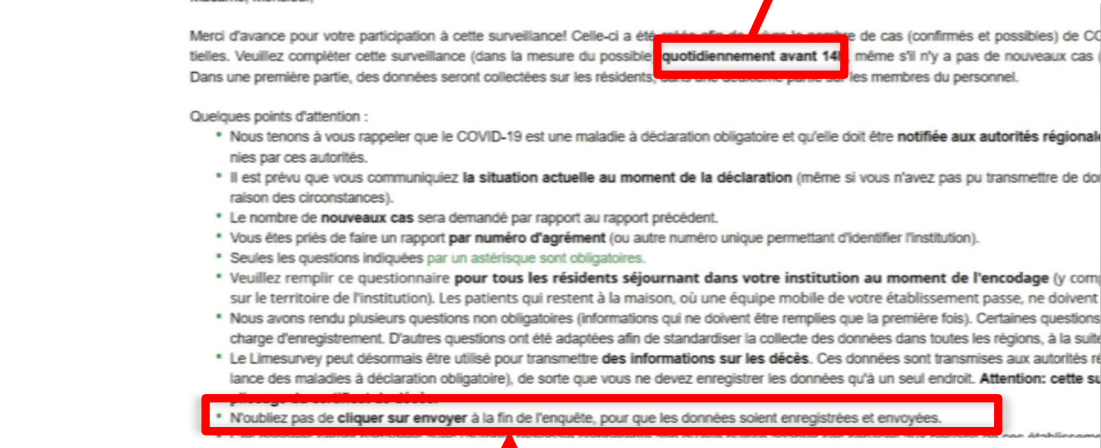 Madame, Monsieur,
Merci d'avance pour votre participation à cette surveillance! Celle-ci a été créée afin de suivre le nombre de cas (confirmés et possibles) de CO
tielles. Veuillez compléter cette surveillance (dans la mesure du possible) quotidiennement avant 14h, même s'il n'y a pas de nouveaux cas (
Dans une première partie, des données seront collectées sur les résidents, dans une deuxième partie sur les membres du personnel.
Quelques points d'attention :
* Nous tenons à vous rappeler que le COVID-19 est une maladie à déclaration obligatoire et qu'elle doit être notifiée aux autorités régionale
nies par ces autorités.
* Il est prévu que vous communiquiez la situation actuelle au moment de la déclaration (même si vous n'avez pas pu transmettre de do
raison des circonstances).
* Le nombre de nouveaux cas sera demandé par rapport au rapport précédent.
* Vous êtes priés de faire un rapport par numéro d'agrément (ou autre numéro unique permettant d'identifier l'institution).
* Seules les questions indiquées par un astérisque sont obligatoires.
* Veuillez remplir ce questionnaire pour tous les résidents séjournant dans votre institution au moment de l'encodage (y comp
sur le territoire de l'institution). Les patients qui restent à la maison, où une équipe mobile de votre établissement passe, ne doivent
* Nous avons rendu plusieurs questions non obligatoires (informations qui ne doivent être remplies que la première fois). Certaines questions
charge d'enregistrement. D'autres questions ont été adaptées afin de standardiser la collecte des données dans toutes les régions, à la suite
* Le Limesurvey peut désormais être utilisé pour transmettre des informations sur les décès. Ces données sont transmises aux autorités ré
lance des maladies à déclaration obligatoire), de sorte que vous ne devez enregistrer les données qu'à un seul endroit. Attention: cette su
* N'oubliez pas de cliquer sur envoyer à la fin de l'enquête, pour que les données soient enregistrées et envoyées.